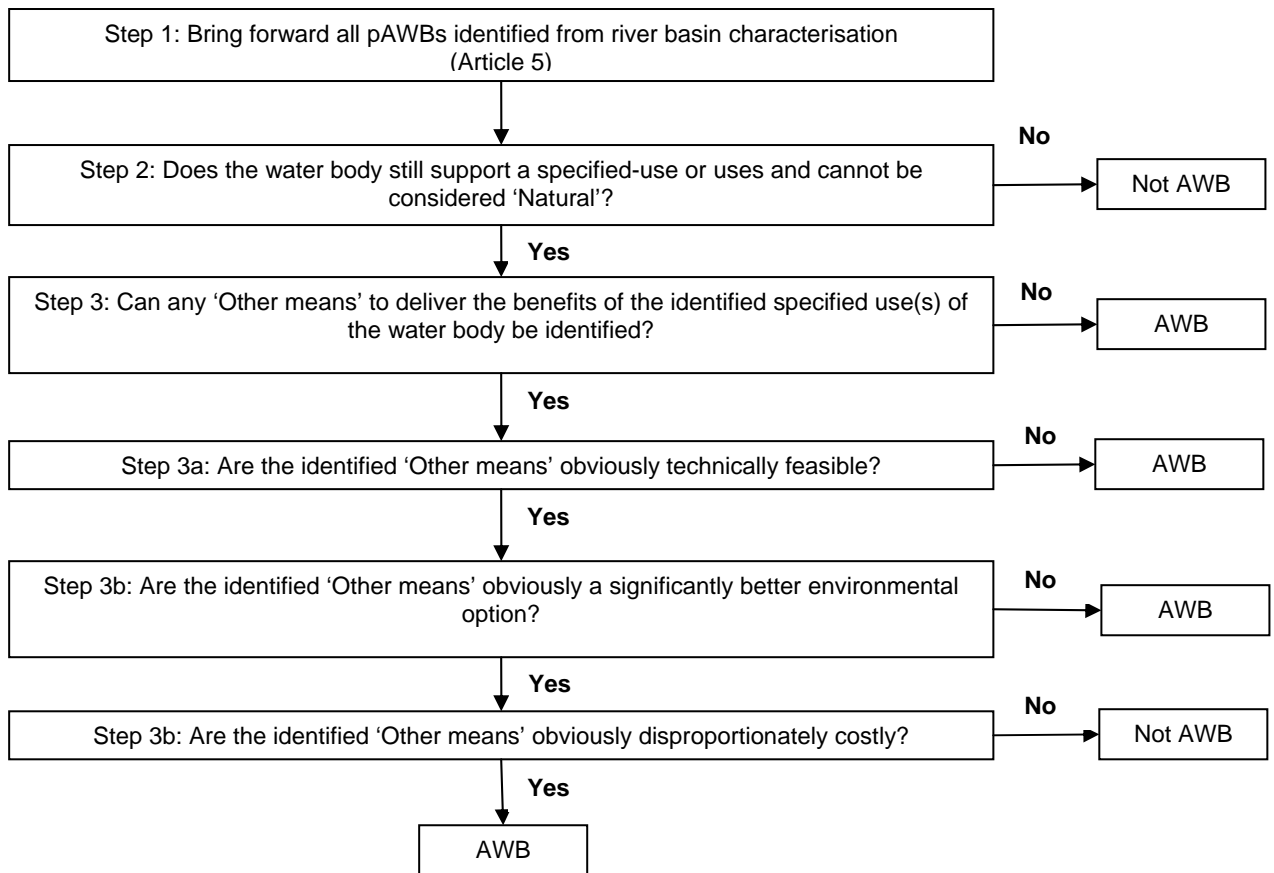 Step 1: Bring forward all pAWBs identified from river basin characterisation
(Article 5)
No
Step 2: Does the water body still support a specified-use or uses and cannot be
considered ‘Natural’?
Not AWB
Yes
Step 3: Can any ‘Other means’ to deliver the benefits of the identified specified use(s) of
the water body be identified?
No
AWB
Yes
Step 3a: Are the identified ‘Other means’ obviously technically feasible?
No
AWB
Yes
Step 3b: Are the identified ‘Other means’ obviously a significantly better environmental
option?
No
AWB
Yes
Step 3b: Are the identified ‘Other means’ obviously disproportionately costly?
No
Not AWB
Yes
AWB